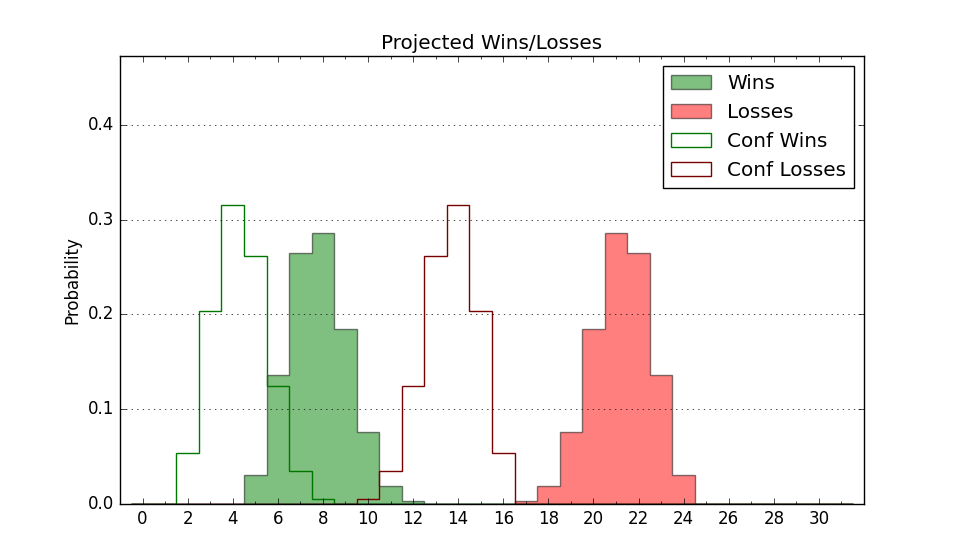 Projected Wins/Losses
Wins
Losses
Conf Wins
Conf Losses
Probability
0.4
0.3
0.2
0.1
0.0
0 2 4 6 8 10 12 14 16 18 20 22 24 26 28 30